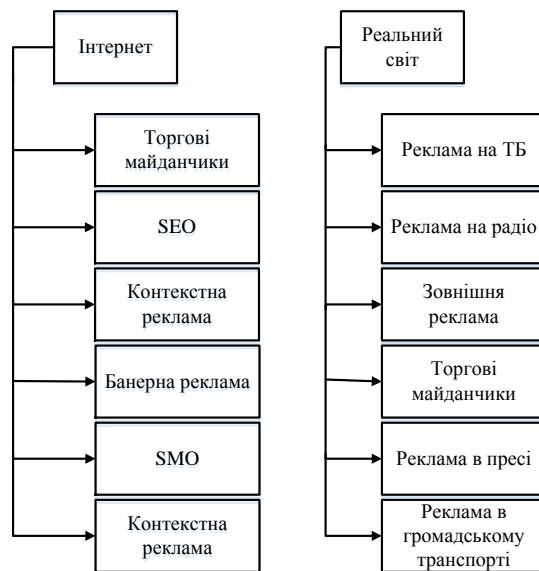 Інтернет
Торгові
майданчики
SEO
Контекстна
реклама
Банерна реклама
SMO
Контекстна
реклама
Реальний
світ
Реклама на ТБ
Реклама на радіо
Зовнішня
реклама
Торгові
майданчики
Реклама в пресі
Реклама в
громадському
транспорті